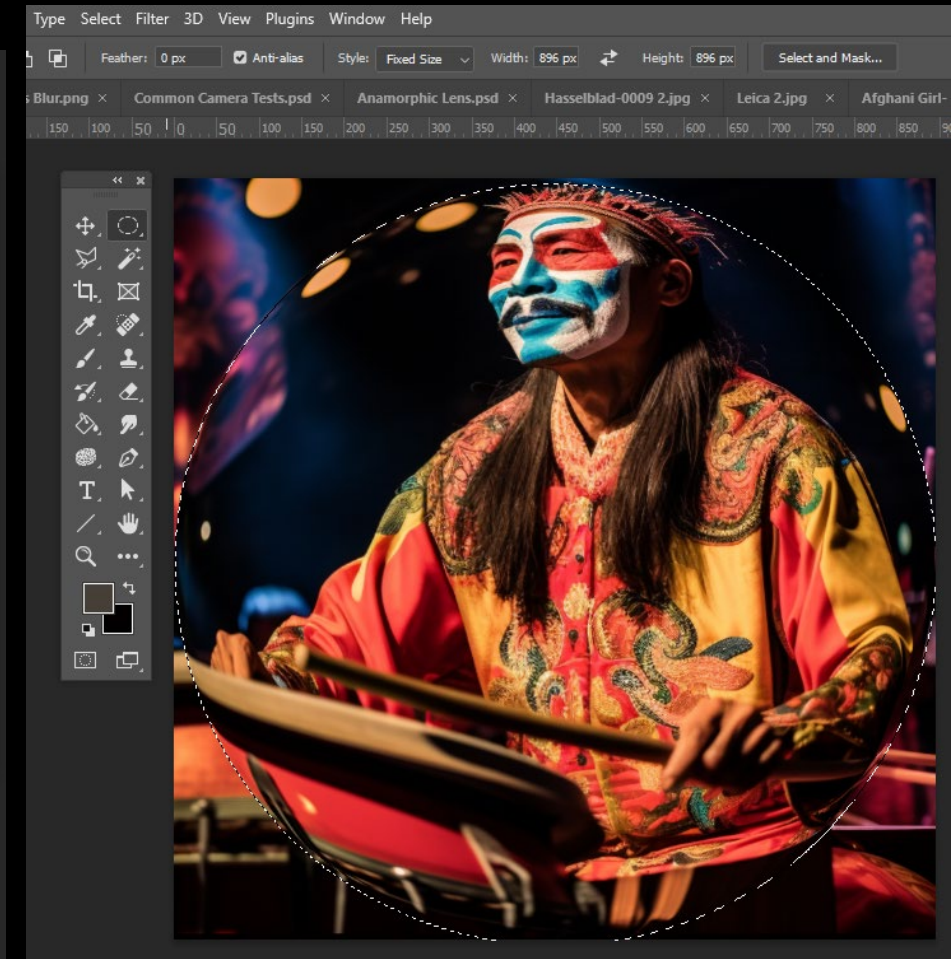 Type Select Filter 3D View Plugins Window Help
Feather: 0 px Anti-alias Style: Fixed Size Width: 896 px Height: 896 px Select and Mask...
s Blur.png × Common Camera Tests.psd × Anamorphic Lens.psd × Hasselblad-0009 2.jpg × Leica 2.jpg × Afghani Girl-
150 100 50 0 50 100 150 200 250 300 350 400 450 500 550 600 650 700 750 800 850
T